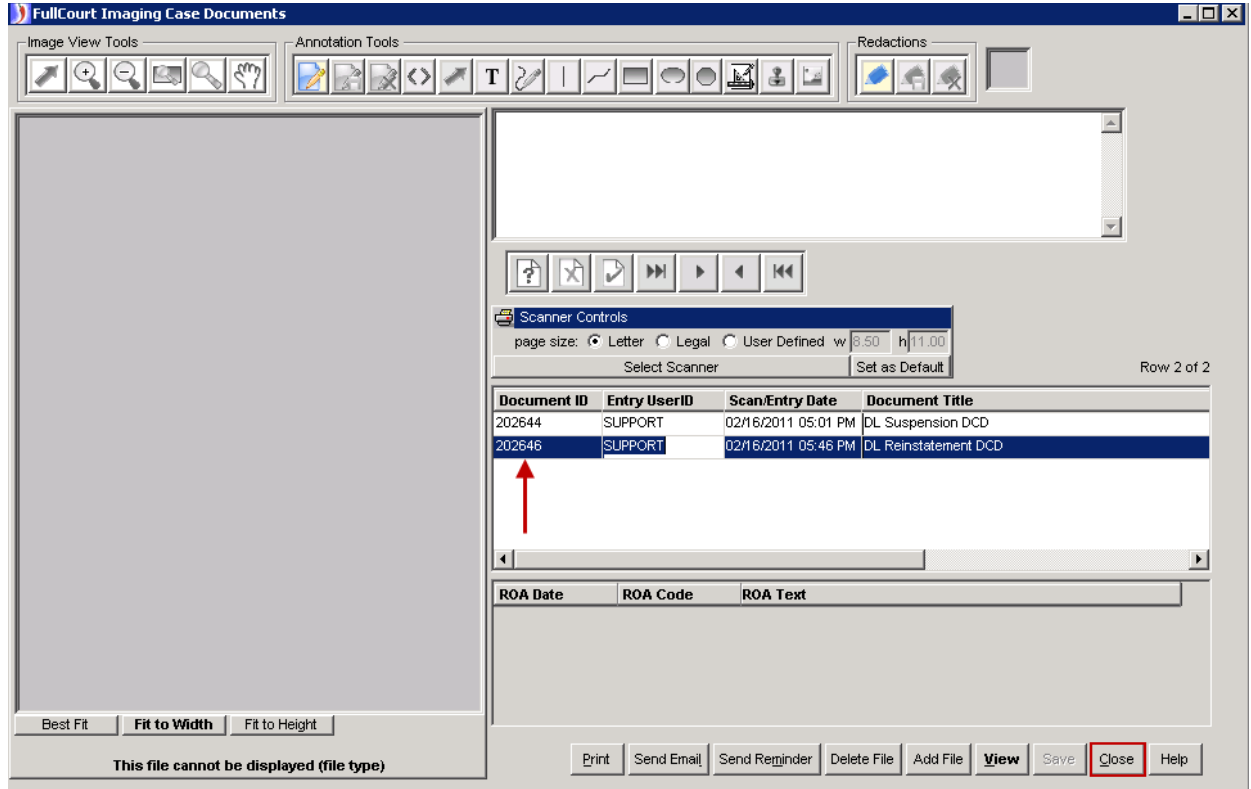 FullCourt Imaging Case Documents
Image View Tools
Annotation Tools
Redactions
T
Scanner Controls
page size: Letter Legal User Defined w 8.50 h 11.00
Select Scanner Set as Default
Row 2 of 2
Document ID Entry UserID Scan/Entry Date Document Title
202644 SUPPORT 02/16/2011 05:01 PM DL Suspension DCD
202646 SUPPORT 02/16/2011 05:46 PM DL Reinstatement DCD
ROA Date ROA Code ROA Text
Best Fit Fit to Width Fit to Height
This file cannot be displayed (file type)
Print Send Email Send Reminder Delete File Add File View Save Close Help